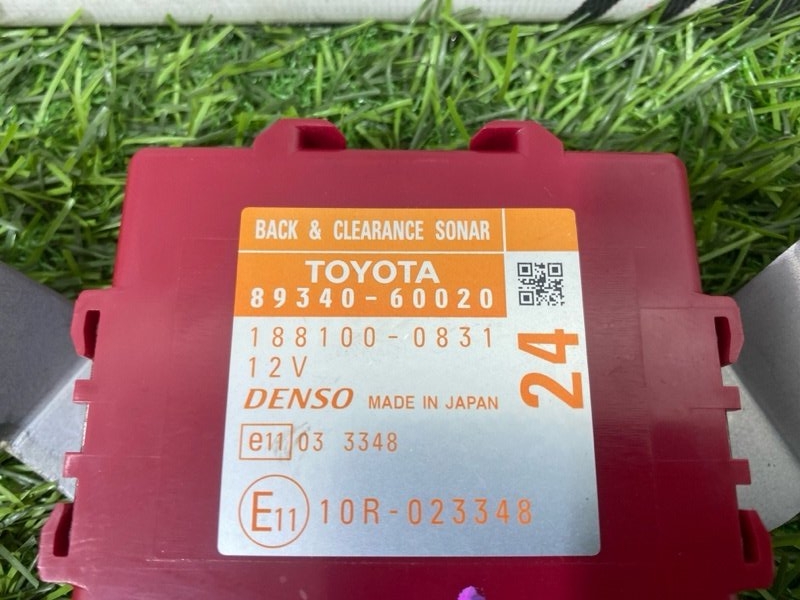 BACK & CLEARANCE SONAR
TOYOTA
89340-60020
188100-0831
12V
24
DENSO MADE IN JAPAN
e11 03 3348
E11 10R-023348